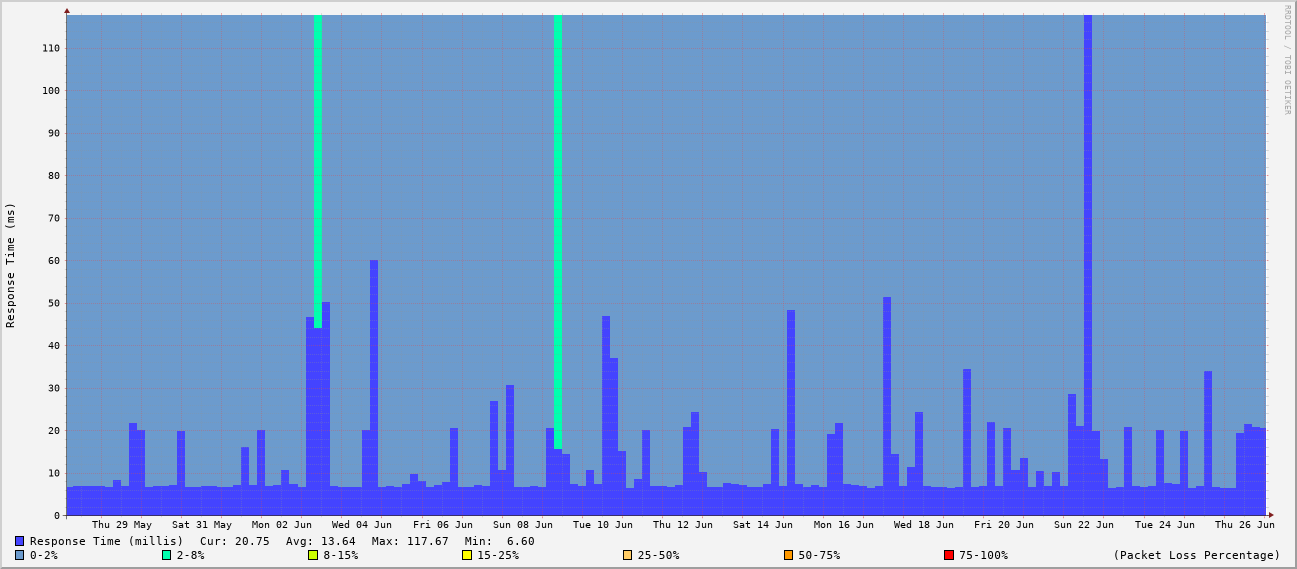 RRDTOOL / TOBI OETIKER
Response Time (ms)
110
100
90
80
70
60
50
40
30
20
10
0
Thu 29 May Sat 31 May Mon 02 Jun Wed 04 Jun Fri 06 Jun Sun 08 Jun Tue 10 Jun Thu 12 Jun Sat 14 Jun Mon 16 Jun Wed 18 Jun Fri 20 Jun Sun 22 Jun Tue 24 Jun Thu 26 Jun
Response Time (millis) Cur: 20.75 Avg: 13.64 Max: 117.67 Min: 6.60
0-2% 2-8% 8-15% 15-25% 25-50% 50-75% 75-100% (Packet Loss Percentage)